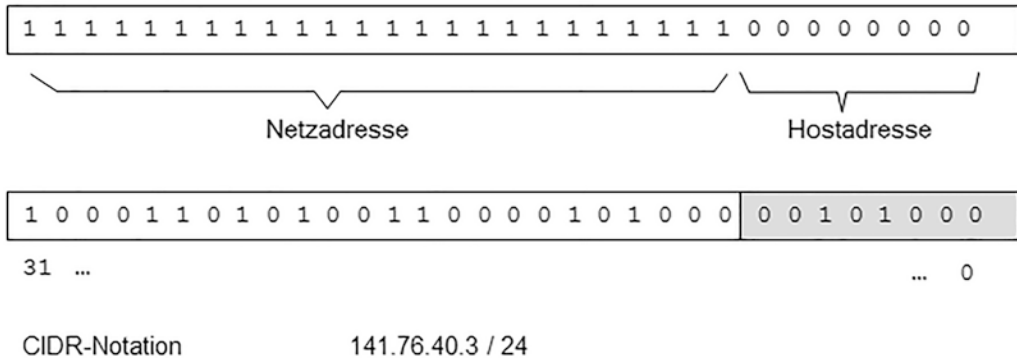 1 1 1 1 1 1 1 1 1 1 1 1 1 1 1 1 1 1 1 1 1 1 1 1 0 0 0 0 0 0 0 0
Netzadresse Hostadresse
1 0 0 0 1 1 0 1 0 1 0 0 1 1 0 0 0 0 1 0 1 0 0 0 0 0 1 0 1 0 0 0
31 … … 0
CIDR-Notation 141.76.40.3 / 24